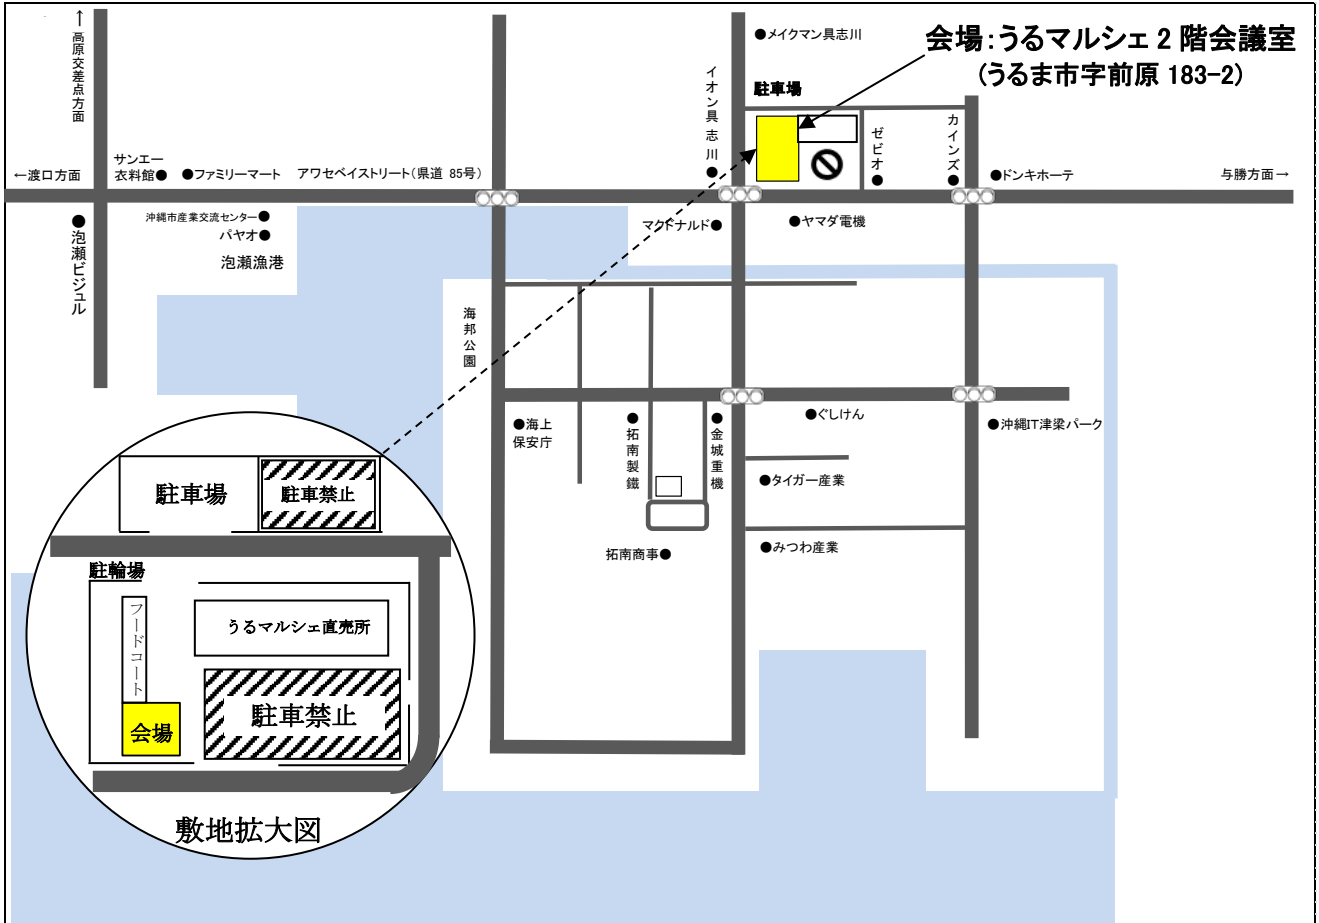 ↑高原交差点方面
●メイクマン具志川
会場:うるマルシェ2階会議室
(うるま市字前原 183-2)
イオン具志川●
駐車場
ゼビオ●
カインズ●
←渡口方面
サンエー
衣料館●
●ファミリーマート
アワセベイストリート(県道 85号)
●ドンキホーテ
与勝方面→
●泡瀬ビジュル
沖縄市産業交流センター●
パヤオ●
泡瀬漁港
マクドナルド●
●ヤマダ電機
海邦公園
●海上
保安庁
●拓南製鐵
●金城重機
●ぐしけん
●沖縄IT津梁パーク
●タイガー産業
拓南商事●
●みつわ産業
駐車場
駐車禁止
駐輪場
フードコート
うるマルシェ直売所
会場
駐車禁止
敷地拡大図